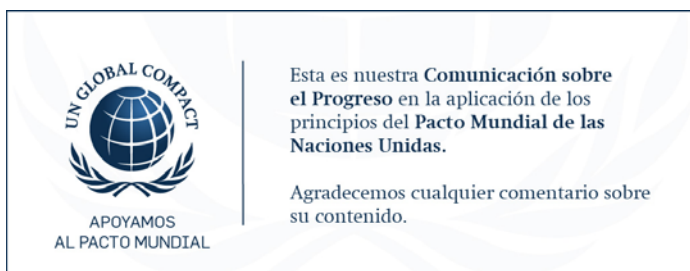 UN GLOBAL COMPACT
APOYAMOS
AL PACTO MUNDIAL
Esta es nuestra Comunicación sobre
el Progreso en la aplicación de los
principios del Pacto Mundial de las
Naciones Unidas.
Agradecemos cualquier comentario sobre
su contenido.